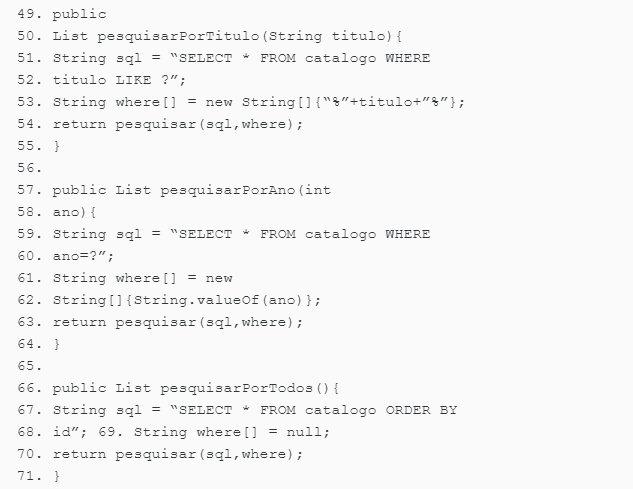 49. public
50. List pesquisarPorTitulo(String titulo){
51. String sql = “SELECT * FROM catalogo WHERE
52. titulo LIKE ?”;
53. String where[] = new String[]{“%”+titulo+”%”};
54. return pesquisar(sql,where);
55. }
56.
57. public List pesquisarPorAno(int
58. ano){
59. String sql = “SELECT * FROM catalogo WHERE
60. ano=?”;
61. String where[] = new
62. String[]{String.valueOf(ano)};
63. return pesquisar(sql,where);
64. }
65.
66. public List pesquisarPorTodos(){
67. String sql = “SELECT * FROM catalogo ORDER BY
68. id”; 69. String where[] = null;
70. return pesquisar(sql,where);
71. }